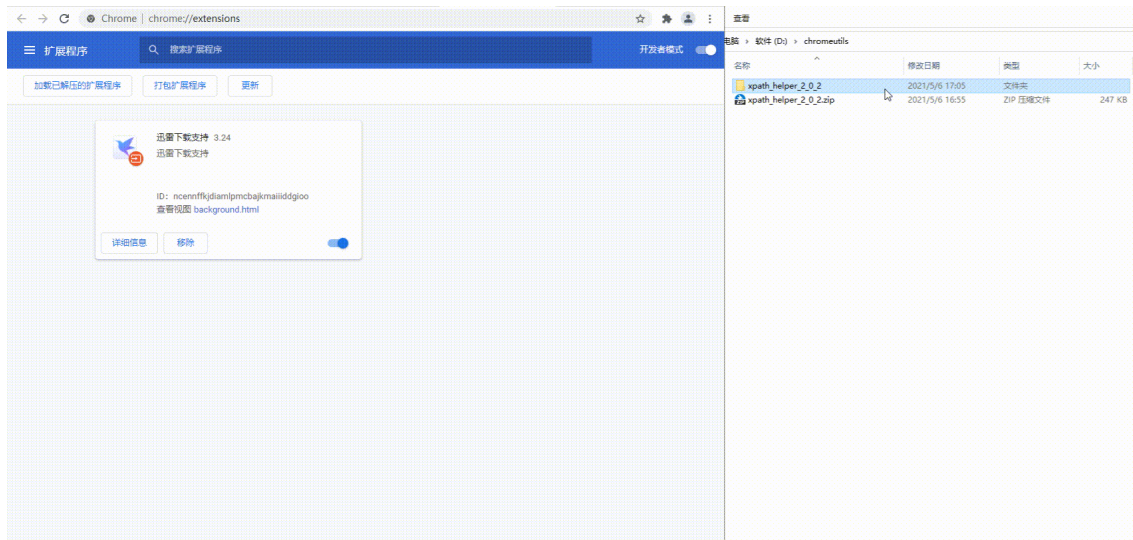 Chrome | chrome://extensions
扩展程序
搜索扩展程序
开发者模式
加载已解压的扩展程序
打包扩展程序
更新
迅雷下载支持 3.24
迅雷下载支持
ID: ncennffkjdiamlpmcbajkmaiiiddgioo
查看视图 background.html
详细信息
移除
查看
电脑 › 软件 (D:) › chromeutils
名称 修改日期 类型 大小
xpath_helper_2_0_2 2021/5/6 17:05 文件夹
xpath_helper_2_0_2.zip 2021/5/6 16:55 ZIP 压缩文件 247 KB